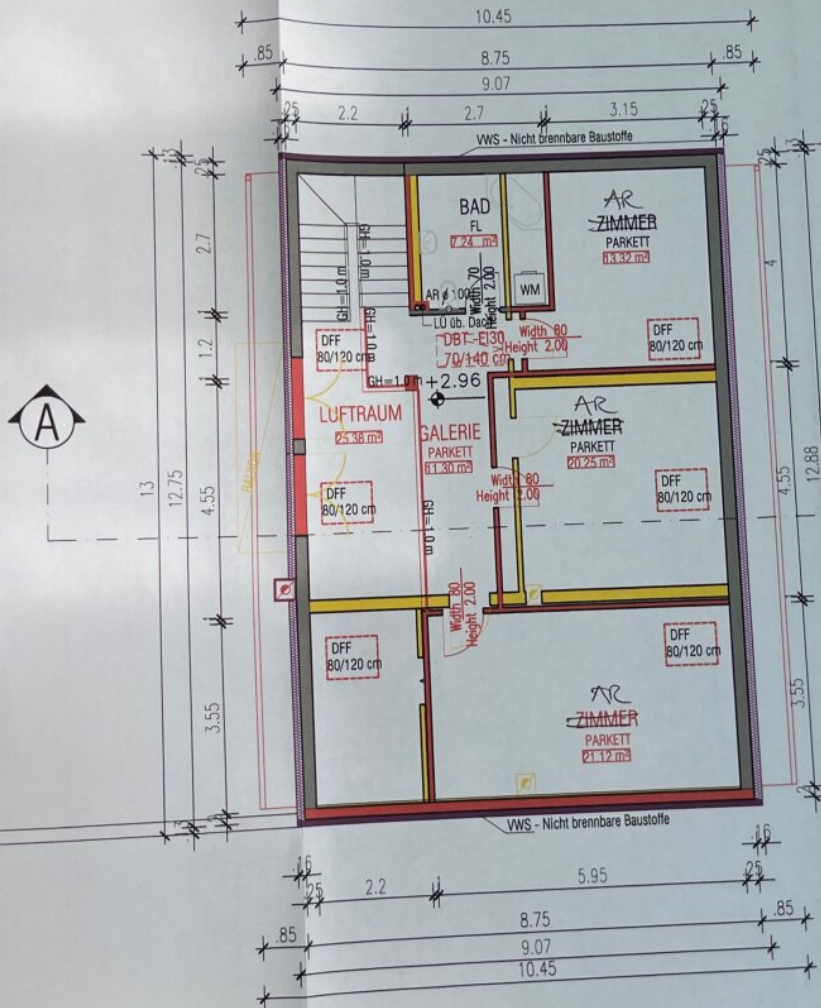 10.45
.85 8.75 .85
9.07
25 2.2 1 2.7 1 3.15 25
VWS - Nicht brennbare Baustoffe
BAD
FL
7.24 m²
AR
ZIMMER
PARKETT
13.32 m²
WM
AR ø 100
LÜ üb. Dach
Width 70
Height 2.00
DBT-EI30
70/140 cm
Width 80
Height 2.00
GH=1.0 m
GH=1.0 m
GH=1.0 m
GH=1.0 m
+2.96
DFF
80/120 cm
DFF
80/120 cm
LUFTRAUM
25.38 m²
GALERIE
PARKETT
11.30 m²
AR
ZIMMER
PARKETT
20.25 m²
Width 80
Height 2.00
DFF
80/120 cm
DFF
80/120 cm
GH=1.0 m
BALKON
A
Width 80
Height 2.00
DFF
80/120 cm
DFF
80/120 cm
AR
ZIMMER
PARKETT
21.12 m²
VWS - Nicht brennbare Baustoffe
13
12.75
2.7
1.2
4.55
3.55
25
4
4.55
3.55
12.88
.16 .16
25 2.2 1 5.95 25
.85 8.75 .85
9.07
10.45